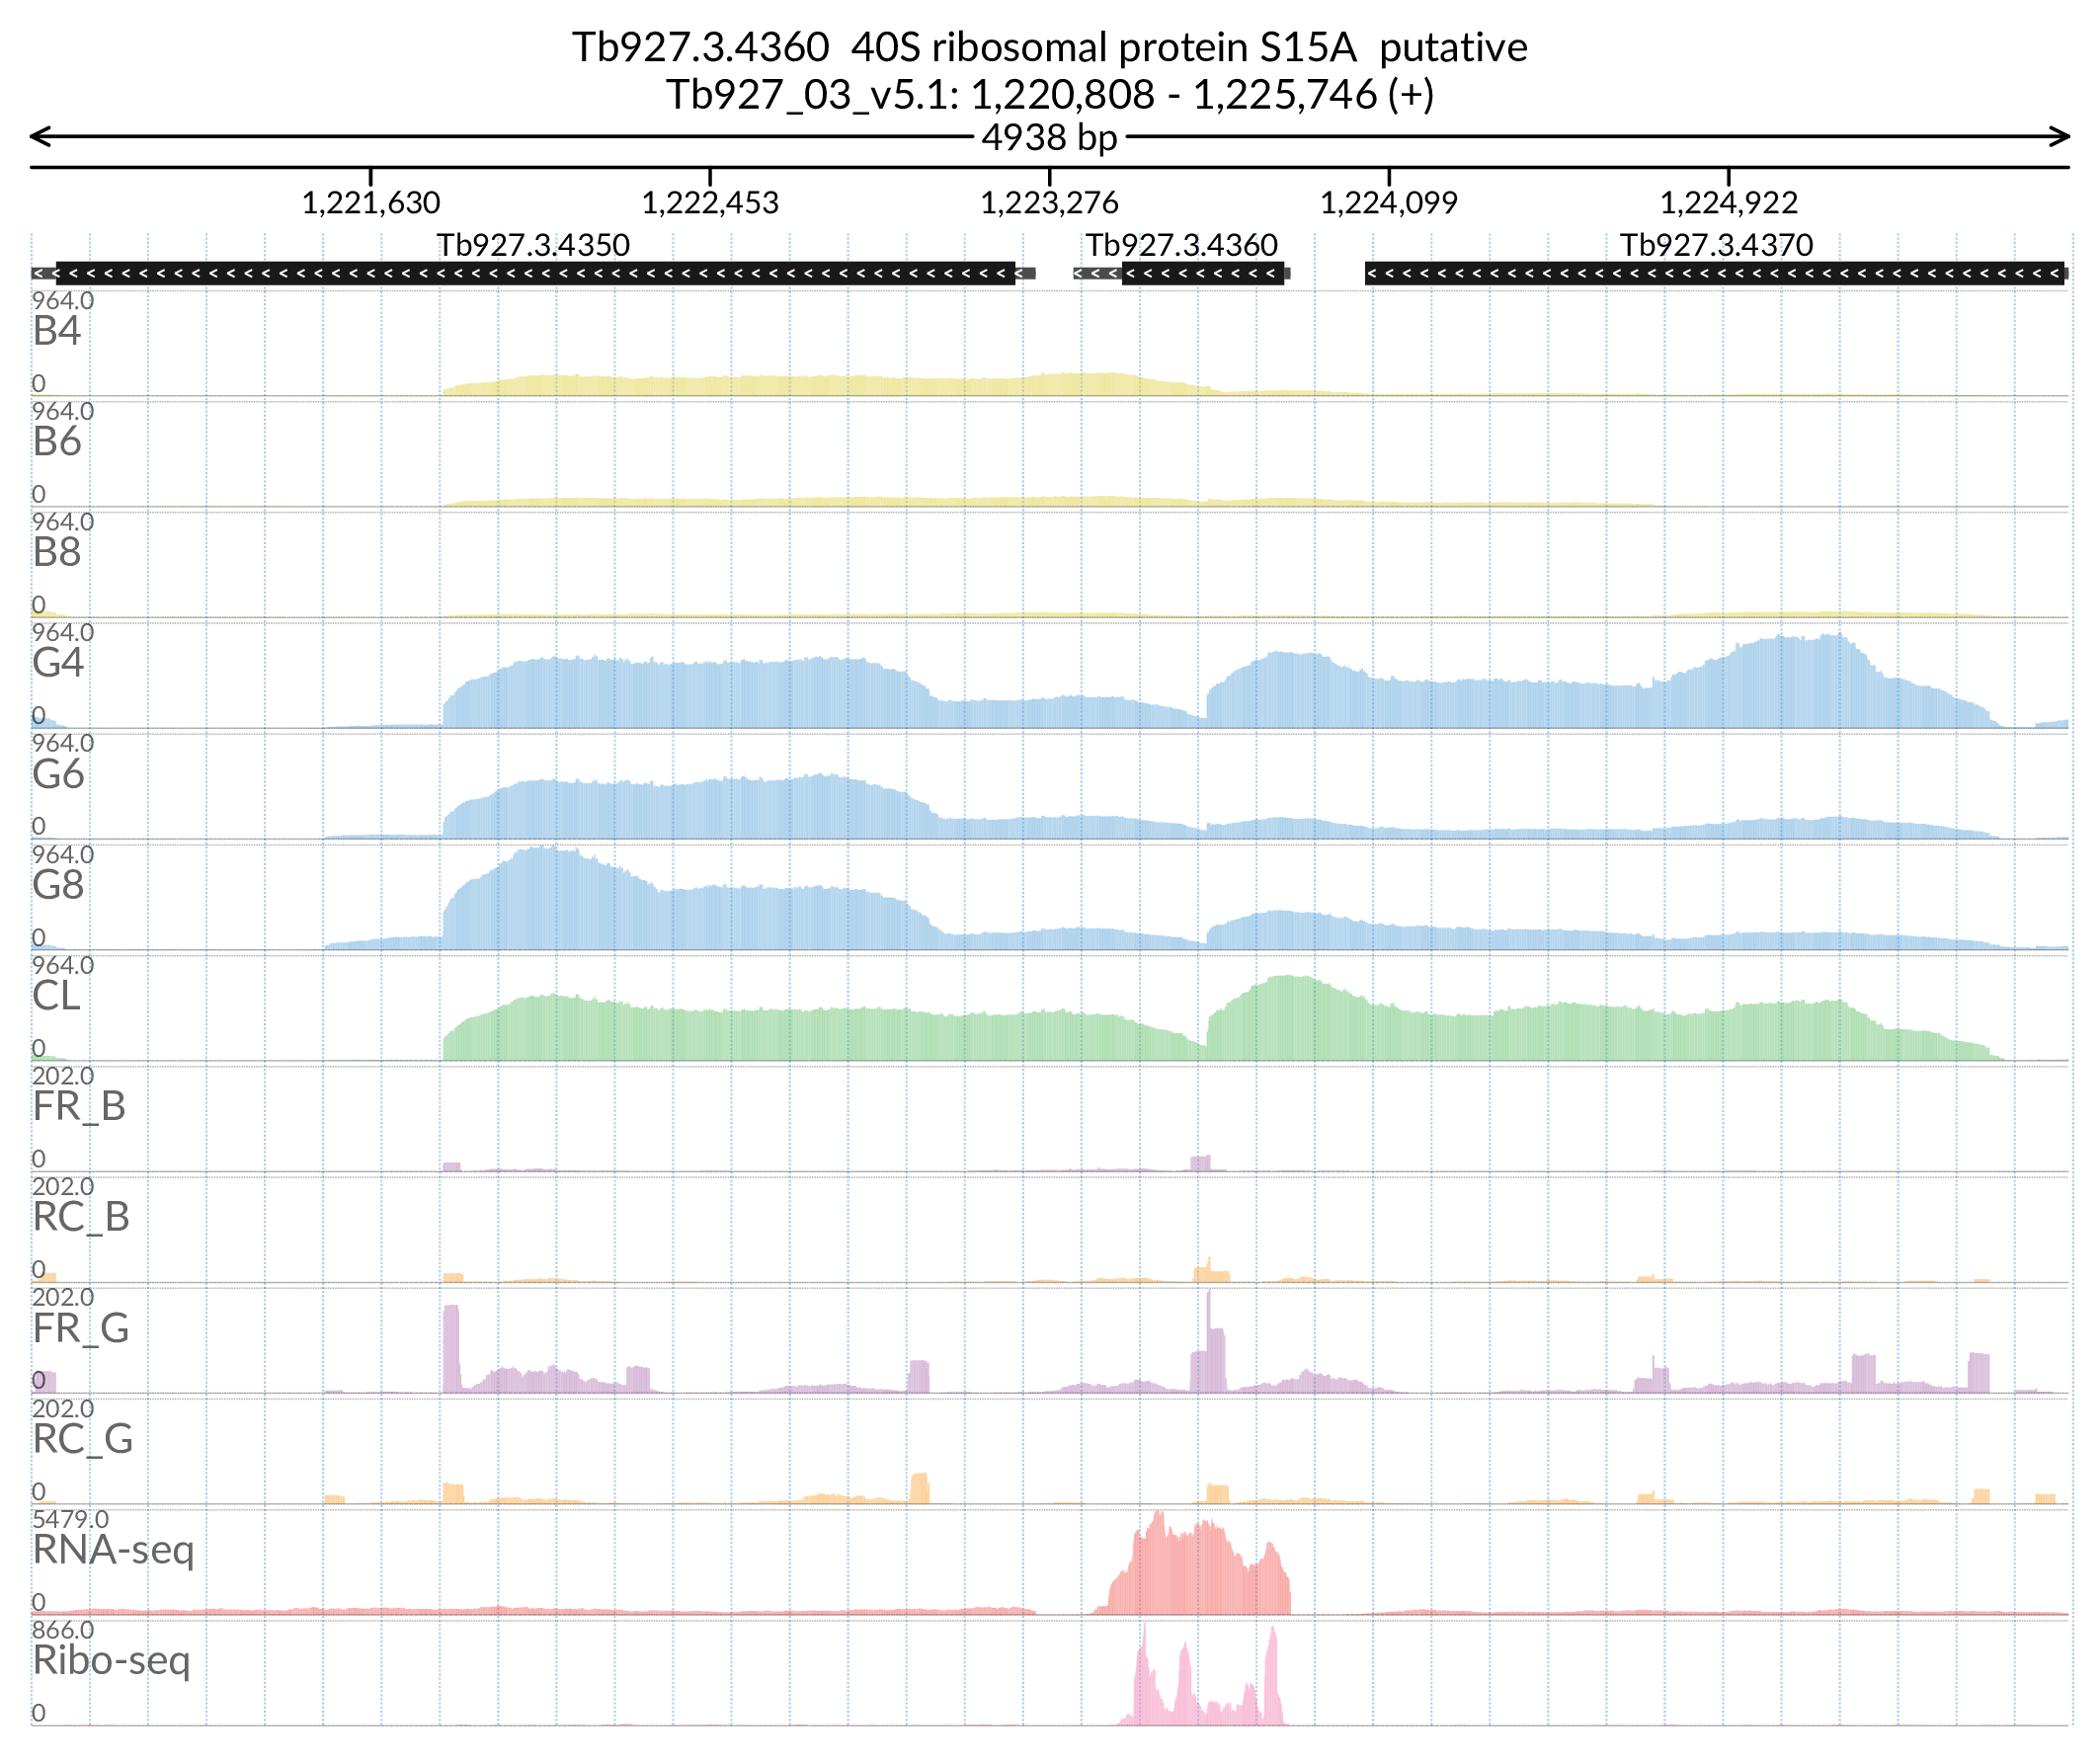 Tb927.3.4360 40S ribosomal protein S15A putative
Tb927_03_v5.1: 1,220,808 - 1,225,746 (+)
4938 bp
1,221,630 1,222,453 1,223,276 1,224,099 1,224,922
Tb927.3.4350 Tb927.3.4360 Tb927.3.4370
964.0
B4
0
964.0
B6
0
964.0
B8
0
964.0
G4
0
964.0
G6
0
964.0
G8
0
964.0
CL
0
202.0
FR_B
0
202.0
RC_B
0
202.0
FR_G
0
202.0
RC_G
0
5479.0
RNA-seq
0
866.0
Ribo-seq
0